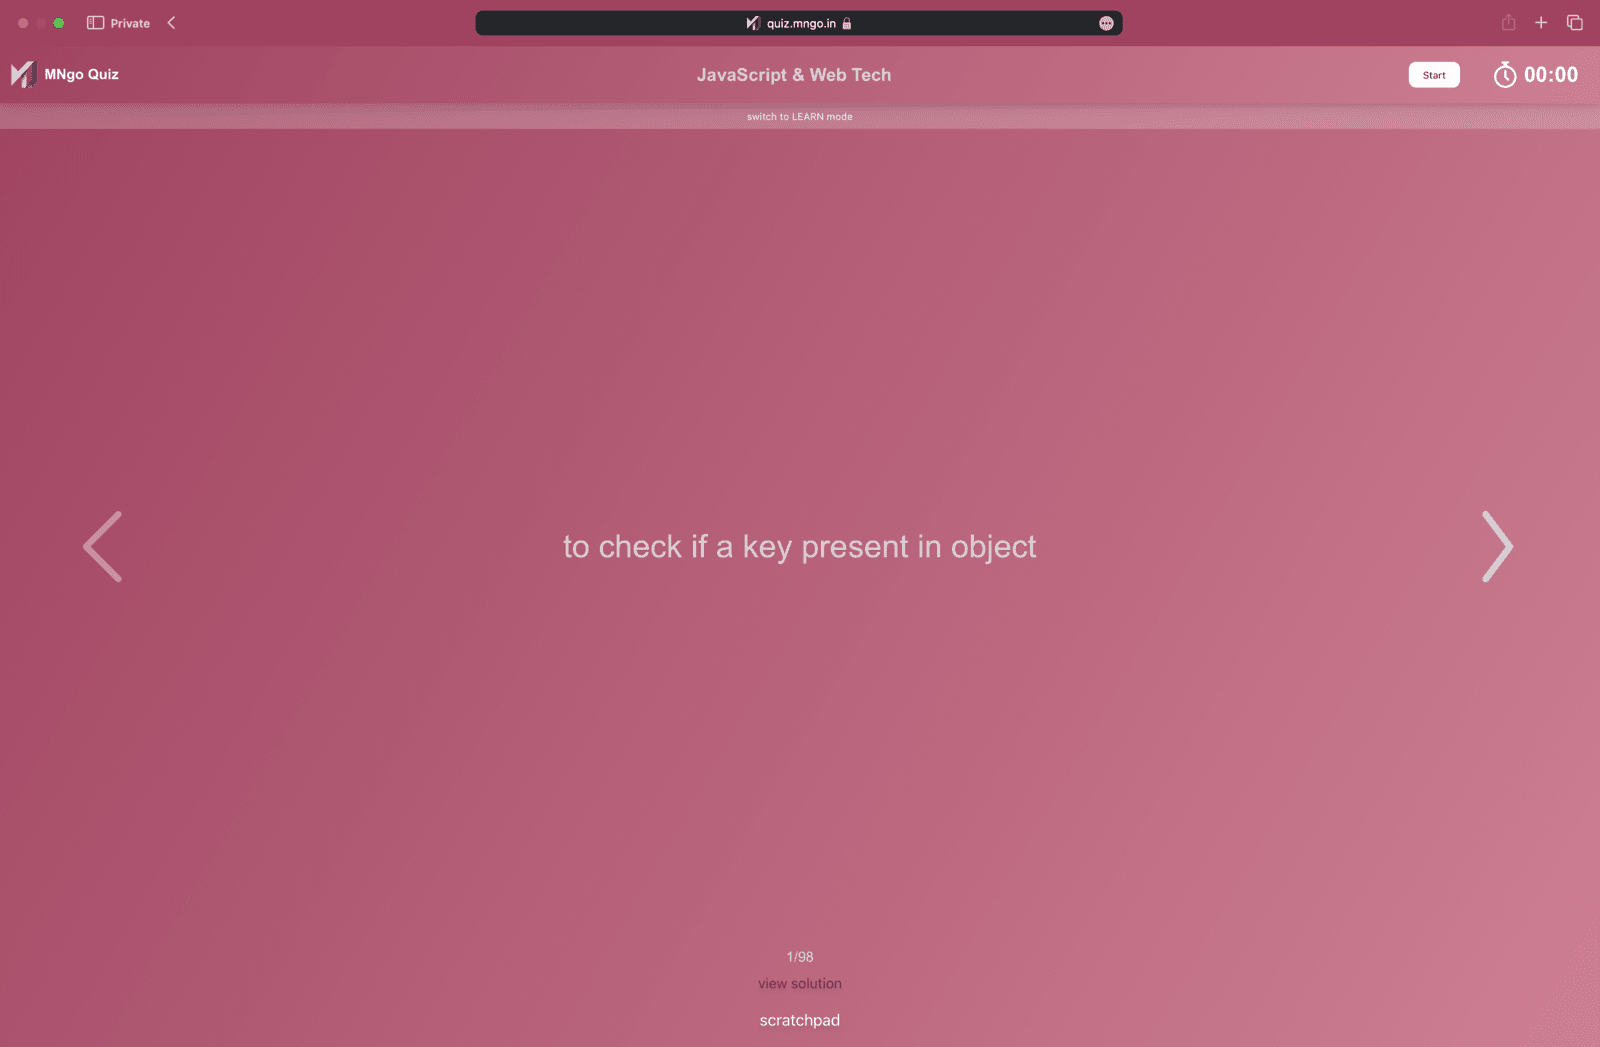 Private
quiz.mngo.in
MNgo Quiz
JavaScript & Web Tech
Start
00:00
switch to LEARN mode
to check if a key present in object
1/98
view solution
scratchpad